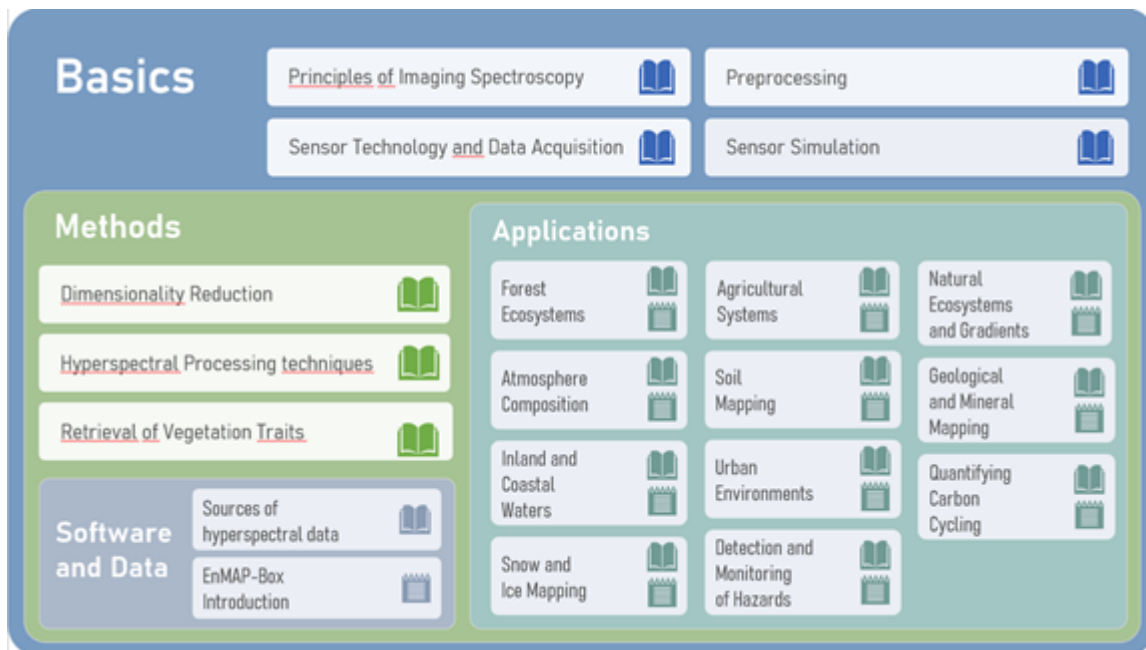 Basics
Principles of Imaging Spectroscopy
Preprocessing
Sensor Technology and Data Acquisition
Sensor Simulation
Methods
Dimensionality Reduction
Hyperspectral Processing techniques
Retrieval of Vegetation Traits
Software
and Data
Sources of
hyperspectral data
EnMAP-Box
Introduction
Applications
Forest
Ecosystems
Agricultural
Systems
Natural
Ecosystems
and Gradients
Atmosphere
Composition
Soil
Mapping
Geological
and Mineral
Mapping
Inland and
Coastal
Waters
Urban
Environments
Quantifying
Carbon
Cycling
Snow and
Ice Mapping
Detection and
Monitoring
of Hazards